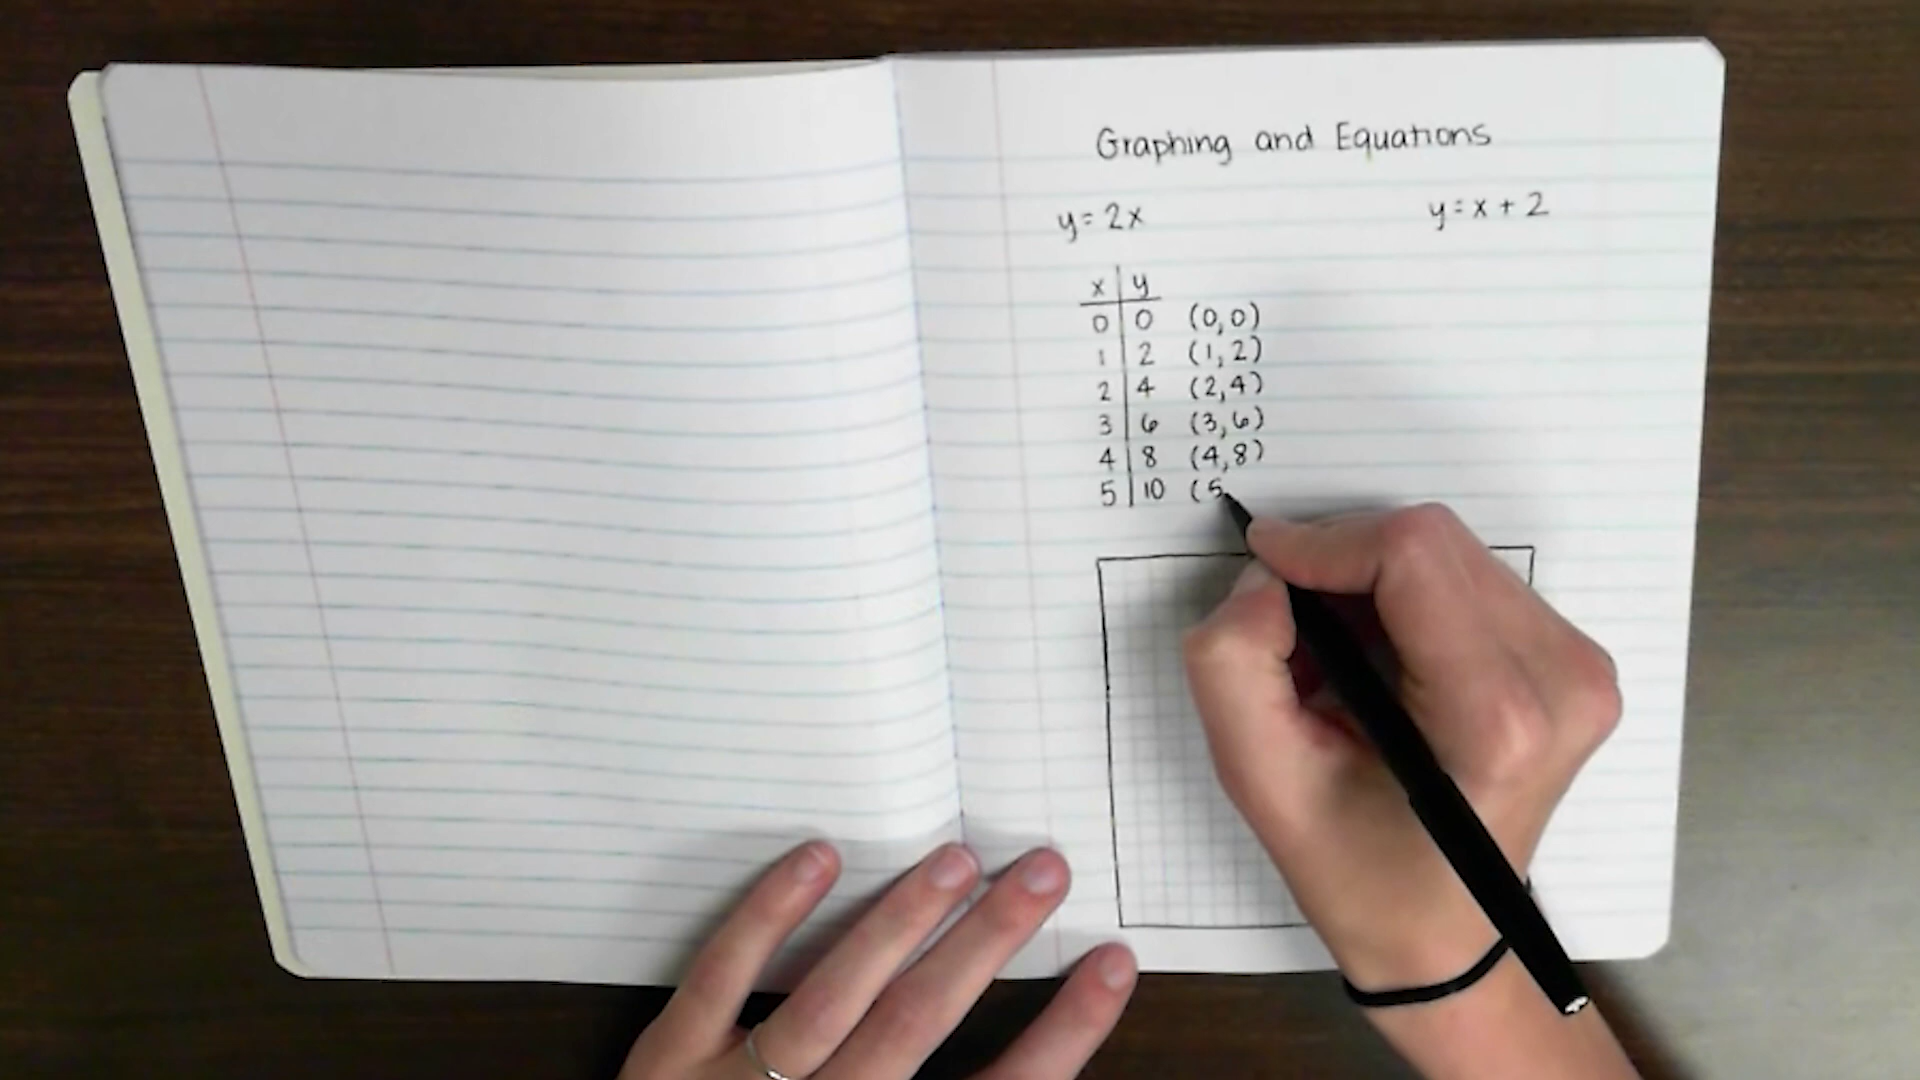 Graphing and Equations
y = 2x
y = x + 2
x y
0 0 (0,0)
1 2 (1,2)
2 4 (2,4)
3 6 (3,6)
4 8 (4,8)
5 10 (5